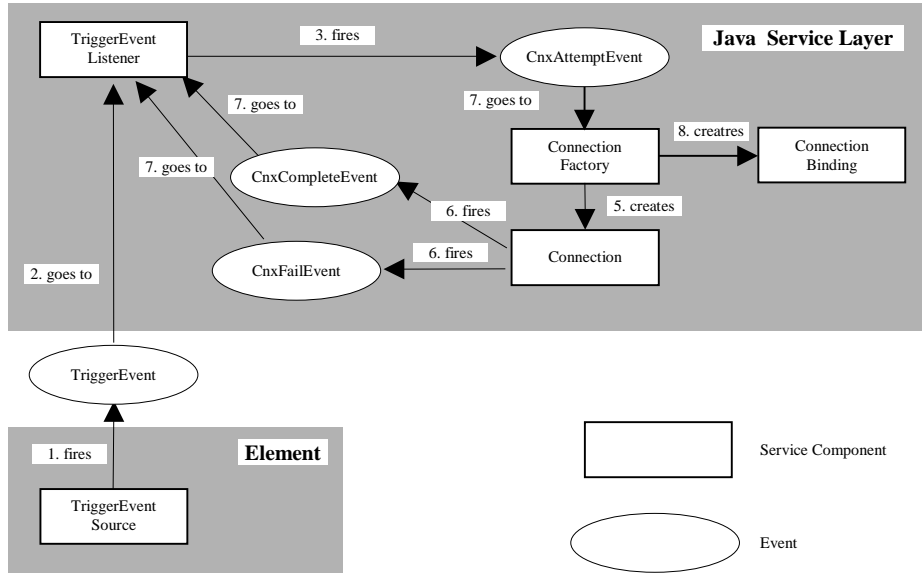 TriggerEvent
Listener
3. fires
CnxAttemptEvent
Java Service Layer
7. goes to
7. goes to
Connection
Factory
8. creatres
Connection
Binding
7. goes to
CnxCompleteEvent
5. creates
6. fires
6. fires
Connection
CnxFailEvent
2. goes to
TriggerEvent
1. fires
Element
TriggerEvent
Source
Service Component
Event